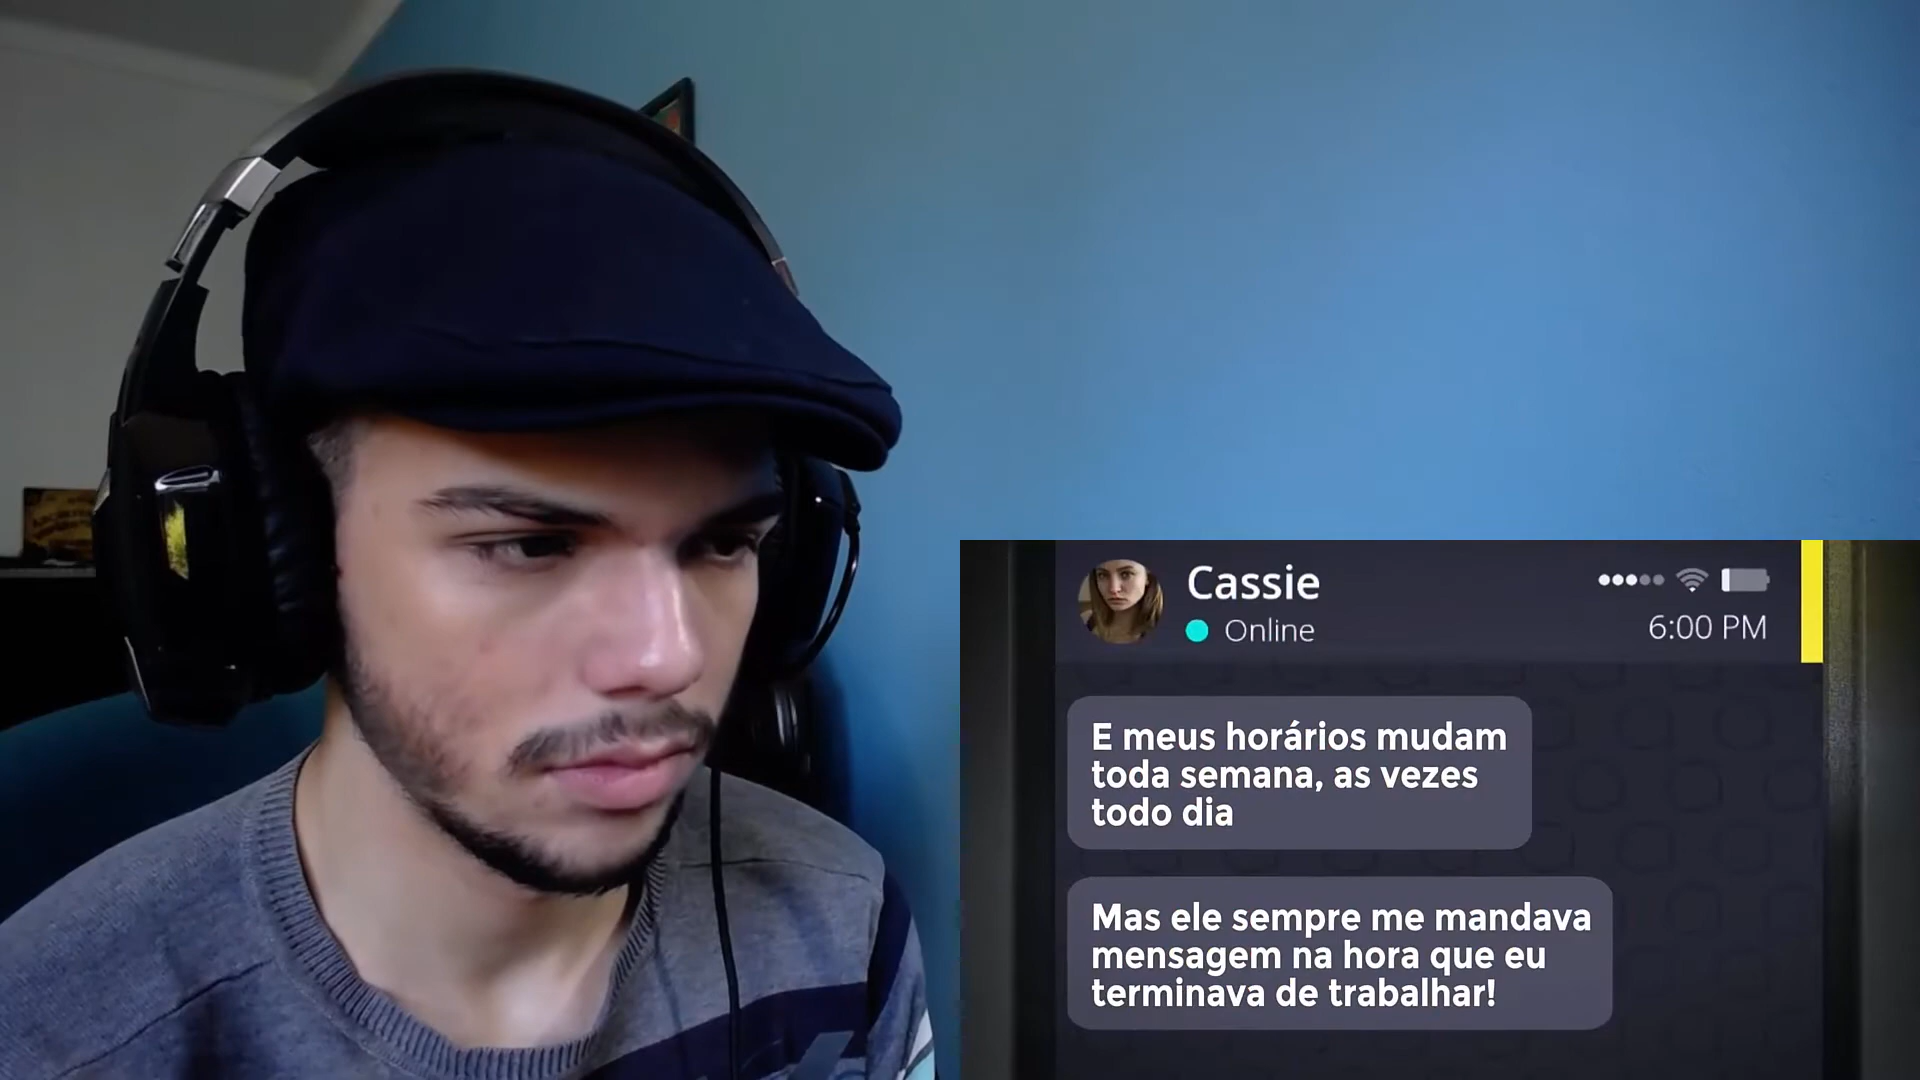 Cassie
Online
6:00 PM
E meus horários mudam
toda semana, as vezes
todo dia
Mas ele sempre me mandava
mensagem na hora que eu
terminava de trabalhar!